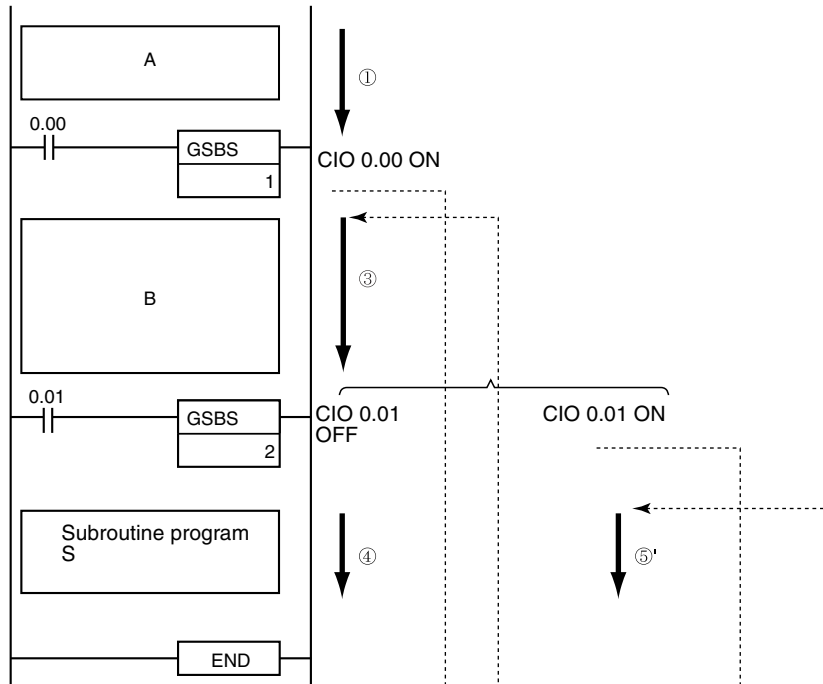 A
①
0.00
GSBS
1
CIO 0.00 ON
B
③
0.01
GSBS
2
CIO 0.01
OFF
CIO 0.01 ON
Subroutine program
S
④
⑤'
END